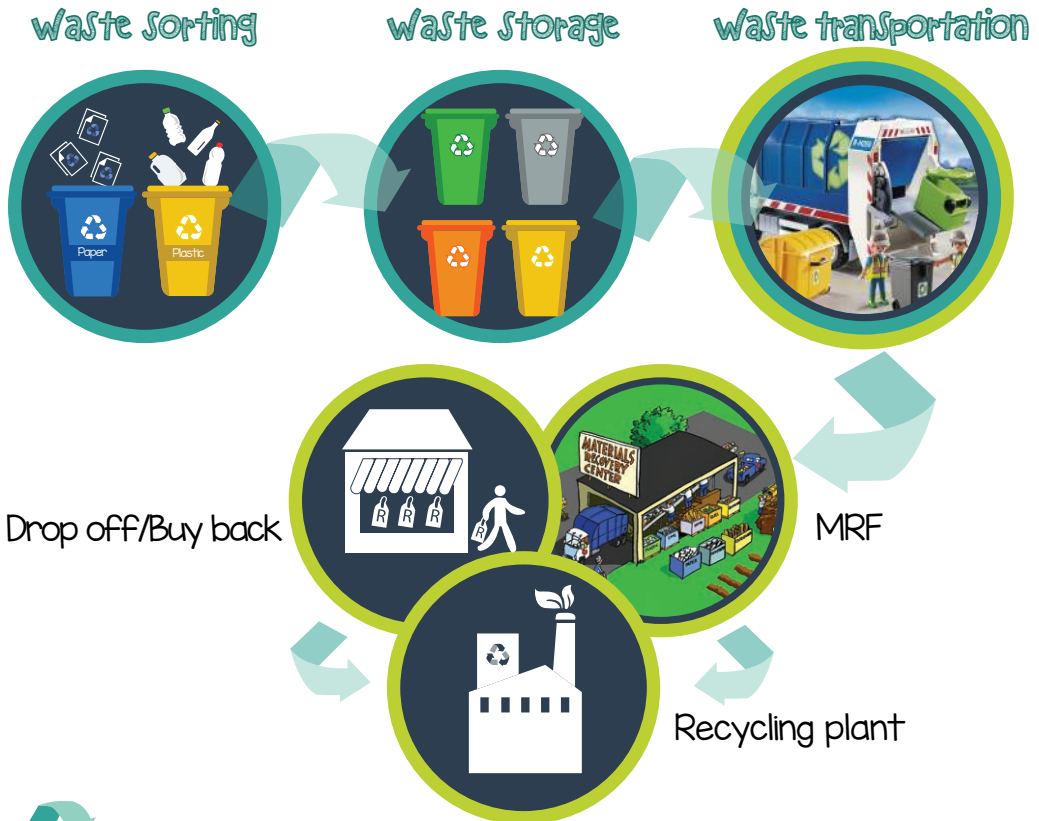 Waste Sorting
Waste Storage
Waste transportation
Paper
Plastic
MATERIALS
RECOVERY
CENTER
R R R
R
Drop off/Buy back
MRF
Recycling plant